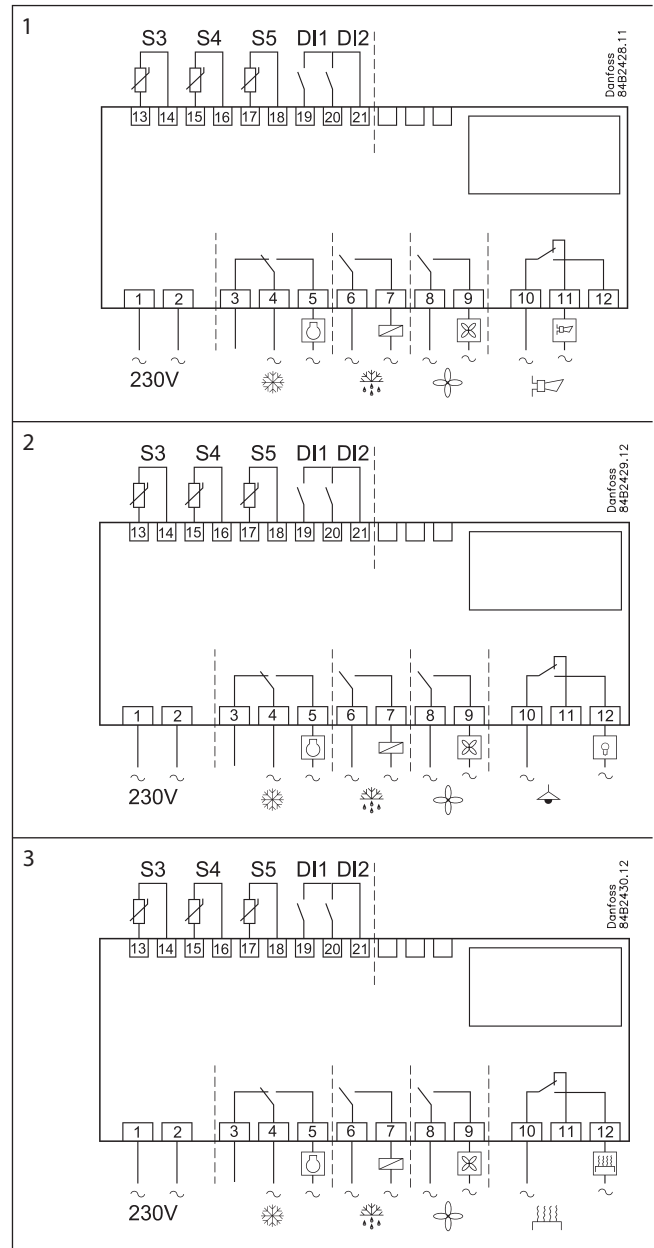 1
S3 S4 S5 DI1 DI2
Danfoss
84B2428.11
13 14 15 16 17 18 19 20 21
1 2 3 4 5 6 7 8 9 10 11 12
230V
2
S3 S4 S5 DI1 DI2
Danfoss
84B2429.12
13 14 15 16 17 18 19 20 21
1 2 3 4 5 6 7 8 9 10 11 12
230V
3
S3 S4 S5 DI1 DI2
Danfoss
84B2430.12
13 14 15 16 17 18 19 20 21
1 2 3 4 5 6 7 8 9 10 11 12
230V